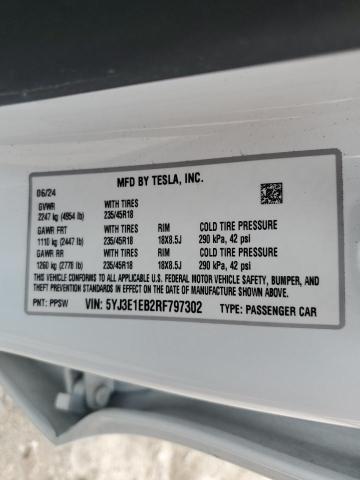 MFD BY TESLA, INC.
06/24
GVWR WITH TIRES
2247 kg (4954 lb) 235/45R18
GAWR FRT WITH TIRES RIM COLD TIRE PRESSURE
1110 kg (2447 lb) 235/45R18 18X8.5J 290 kPa, 42 psi
GAWR RR WITH TIRES RIM COLD TIRE PRESSURE
1260 kg (2778 lb) 235/45R18 18X8.5J 290 kPa, 42 psi
THIS VEHICLE CONFORMS TO ALL APPLICABLE FEDERAL MOTOR VEHICLE SAFETY, BUMPER, AND
THEFT PREVENTION STANDARDS IN EFFECT ON THE DATE OF MANUFACTURE SHOWN ABOVE.
PNT: PPSW VIN: 5YJ3E1EB2RF797302 TYPE: PASSENGER CAR